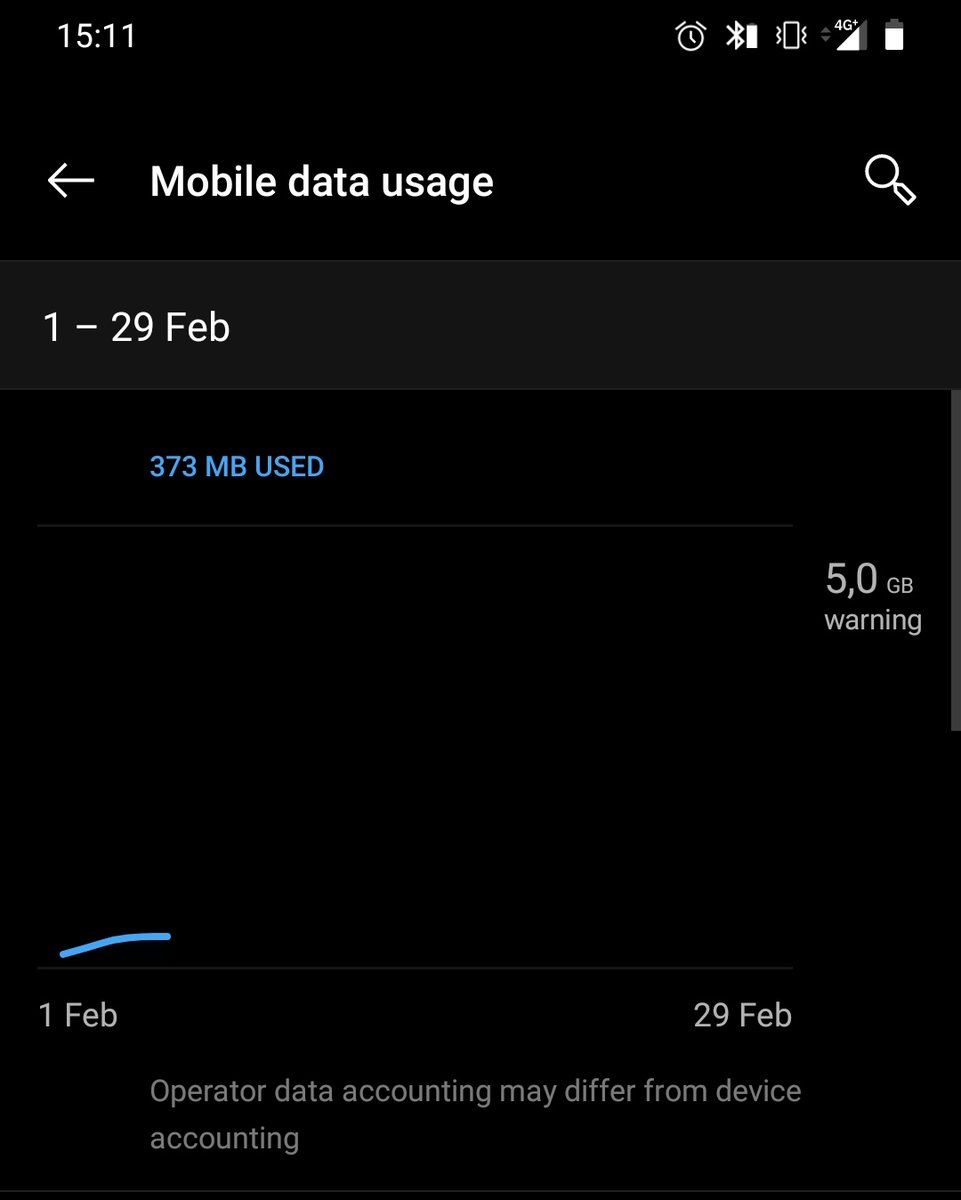 15:11
4G+
Mobile data usage
1 – 29 Feb
373 MB USED
5,0 GB
warning
1 Feb
29 Feb
Operator data accounting may differ from device
accounting